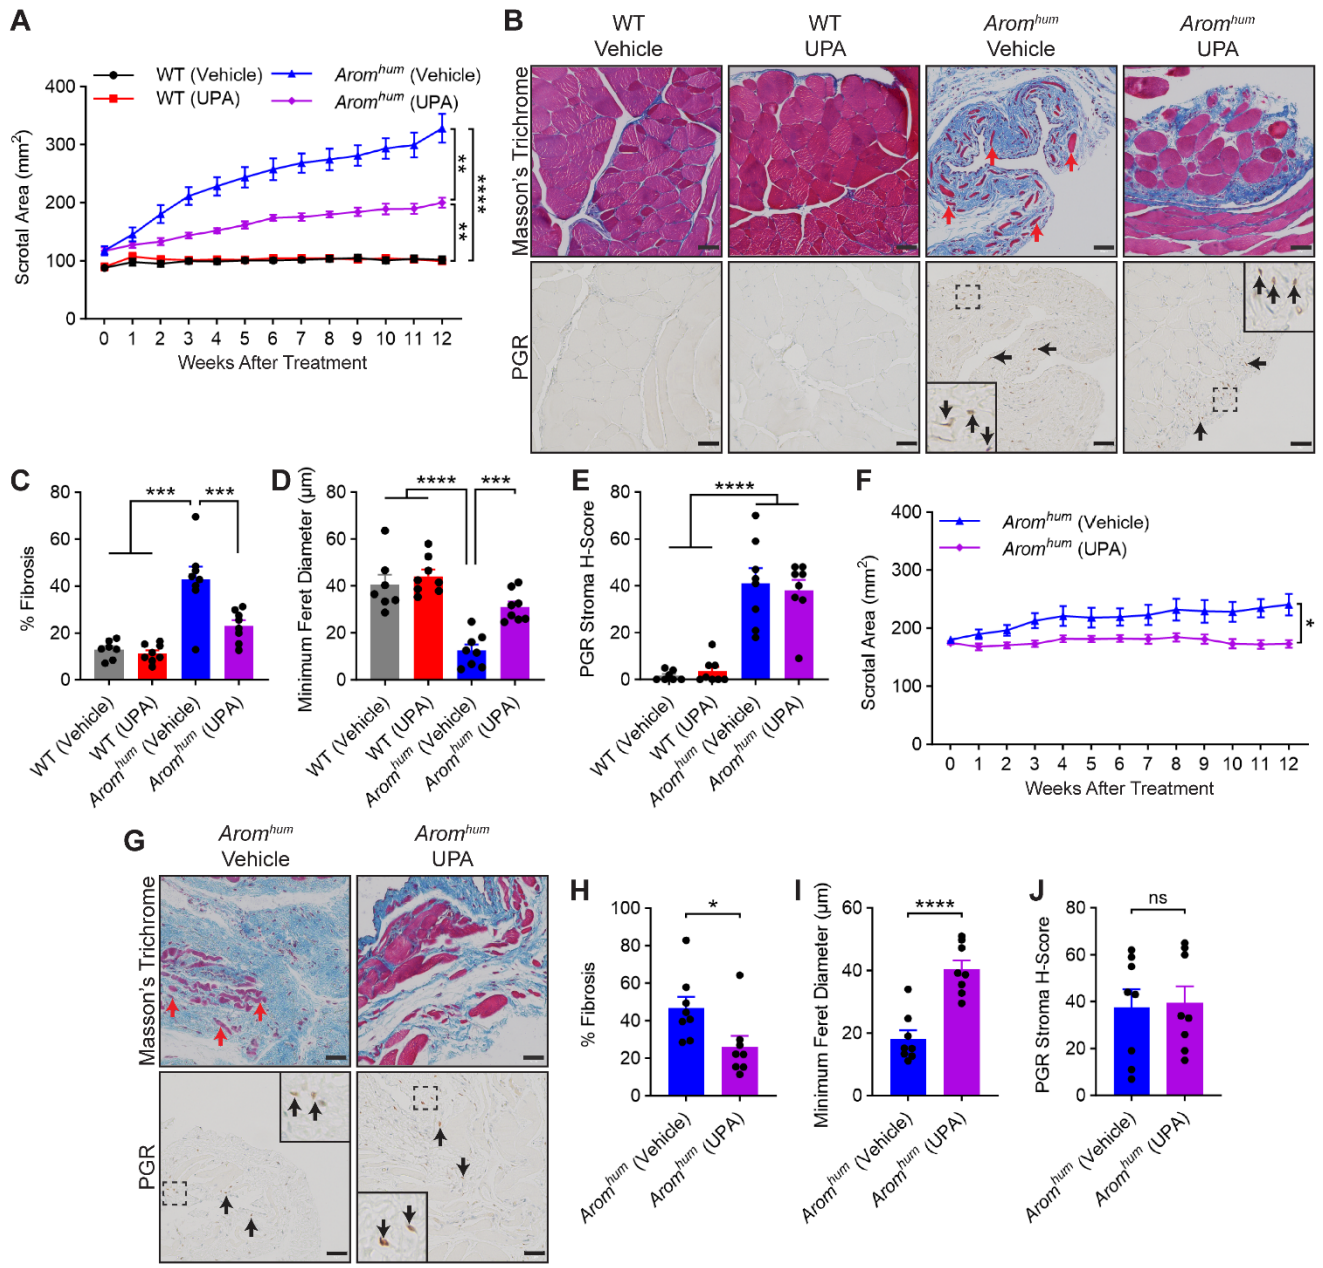 A
WT (Vehicle)
WT (UPA)
Arom^hum (Vehicle)
Arom^hum (UPA)
Scrotal Area (mm²)
400
300
200
100
0
0 1 2 3 4 5 6 7 8 9 10 11 12
Weeks After Treatment
**
**
****
B
WT
Vehicle
WT
UPA
Arom^hum
Vehicle
Arom^hum
UPA
Masson's Trichrome
PGR
C
% Fibrosis
80
60
40
20
0
*** ***
WT (Vehicle)
WT (UPA)
Arom^hum (Vehicle)
Arom^hum (UPA)
D
Minimum Feret Diameter (µm)
80
60
40
20
0
**** ***
WT (Vehicle)
WT (UPA)
Arom^hum (Vehicle)
Arom^hum (UPA)
E
PGR Stroma H-Score
80
60
40
20
0
****
WT (Vehicle)
WT (UPA)
Arom^hum (Vehicle)
Arom^hum (UPA)
F
Arom^hum (Vehicle)
Arom^hum (UPA)
Scrotal Area (mm²)
400
300
200
100
0
0 1 2 3 4 5 6 7 8 9 10 11 12
Weeks After Treatment
*
G
Arom^hum
Vehicle
Arom^hum
UPA
Masson's Trichrome
PGR
H
% Fibrosis
100
80
60
40
20
0
*
Arom^hum (Vehicle)
Arom^hum (UPA)
I
Minimum Feret Diameter (µm)
60
40
20
0
****
Arom^hum (Vehicle)
Arom^hum (UPA)
J
PGR Stroma H-Score
80
60
40
20
0
ns
Arom^hum (Vehicle)
Arom^hum (UPA)